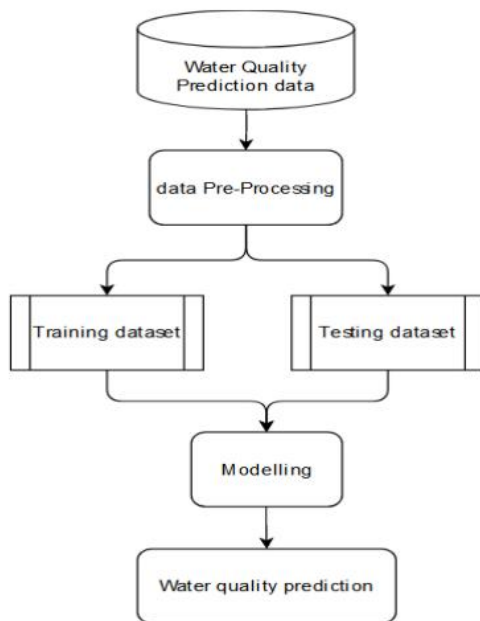 Water Quality
Prediction data
data Pre-Processing
Training dataset
Testing dataset
Modelling
Water quality prediction